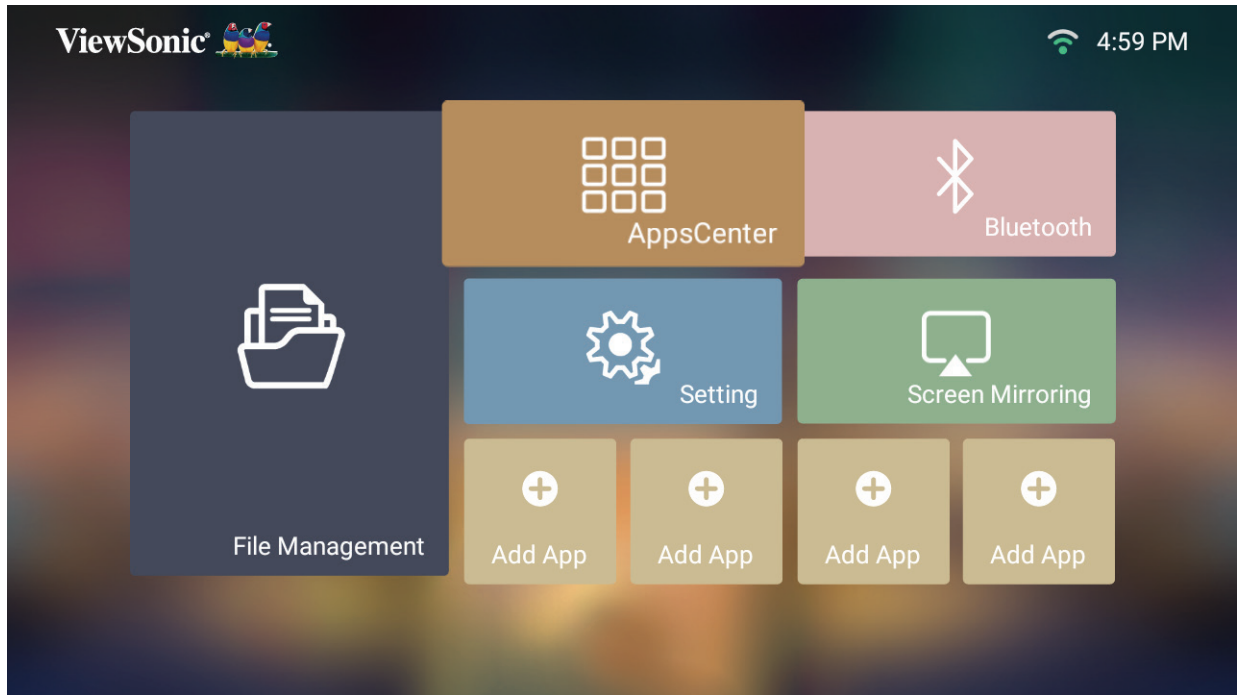 ViewSonic®
4:59 PM
AppsCenter
Bluetooth
Setting
Screen Mirroring
File Management
Add App
Add App
Add App
Add App